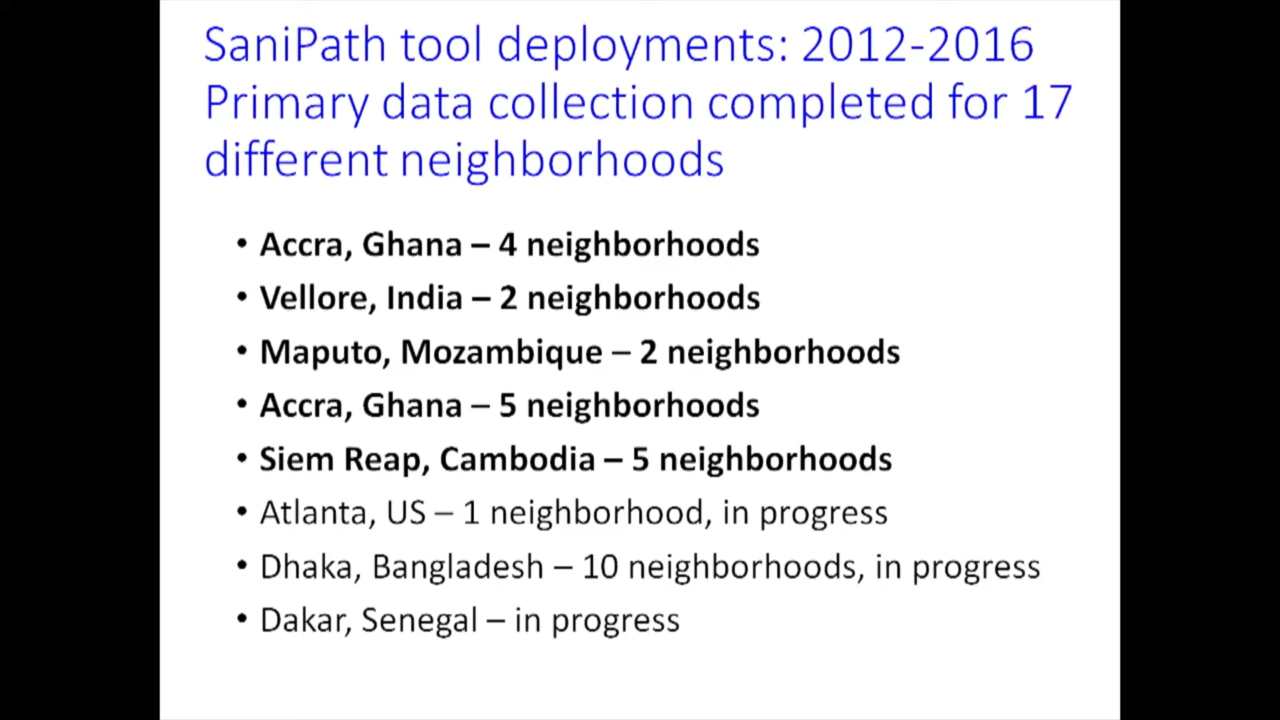 SaniPath tool deployments: 2012-2016
Primary data collection completed for 17
different neighborhoods
• Accra, Ghana – 4 neighborhoods
• Vellore, India – 2 neighborhoods
• Maputo, Mozambique – 2 neighborhoods
• Accra, Ghana – 5 neighborhoods
• Siem Reap, Cambodia – 5 neighborhoods
• Atlanta, US – 1 neighborhood, in progress
• Dhaka, Bangladesh – 10 neighborhoods, in progress
• Dakar, Senegal – in progress